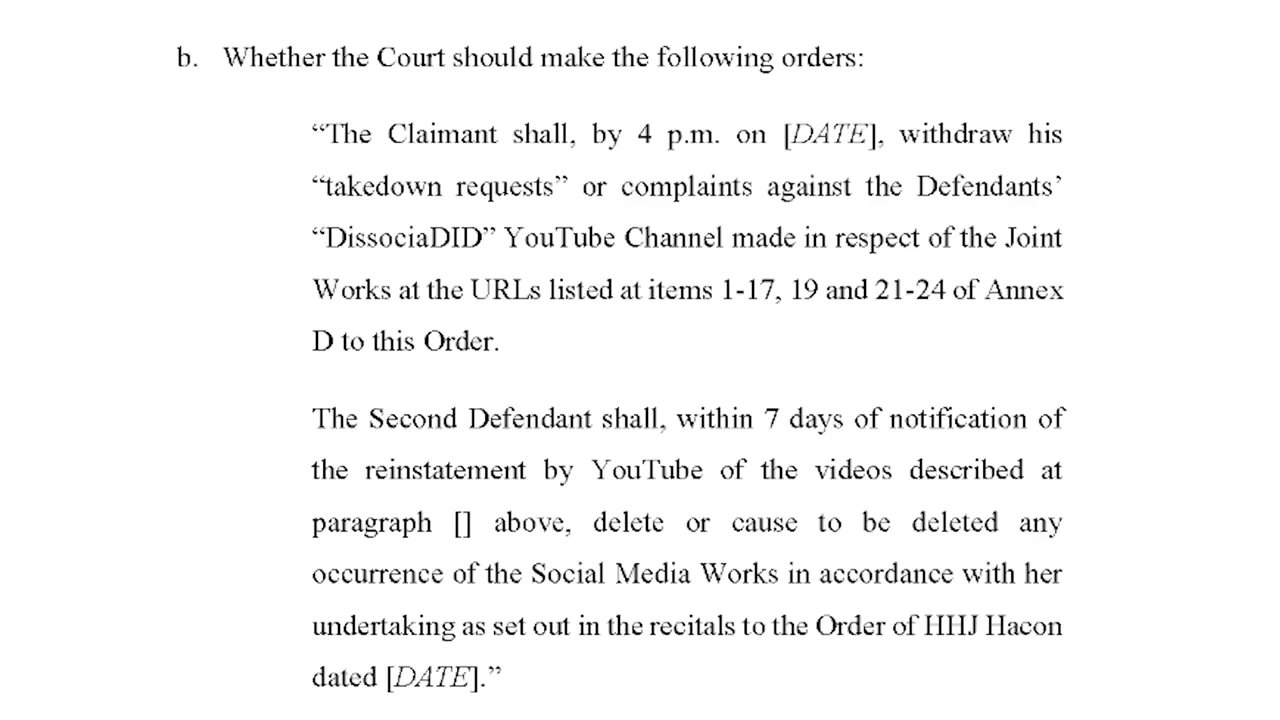 b. Whether the Court should make the following orders:
“The Claimant shall, by 4 p.m. on [DATE], withdraw his
“takedown requests” or complaints against the Defendants’
“DissociaDID” YouTube Channel made in respect of the Joint
Works at the URLs listed at items 1-17, 19 and 21-24 of Annex
D to this Order.
The Second Defendant shall, within 7 days of notification of
the reinstatement by YouTube of the videos described at
paragraph [] above, delete or cause to be deleted any
occurrence of the Social Media Works in accordance with her
undertaking as set out in the recitals to the Order of HHJ Hacon
dated [DATE].”